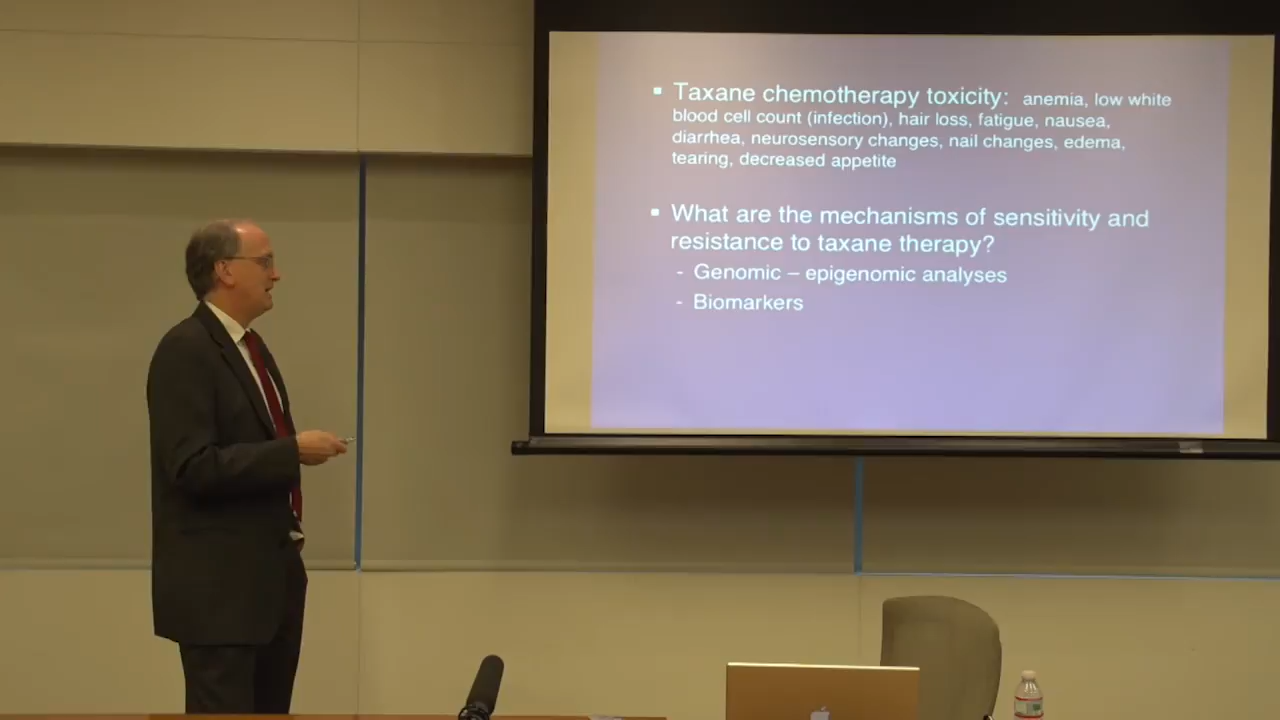 ▪ Taxane chemotherapy toxicity: anemia, low white
blood cell count (infection), hair loss, fatigue, nausea,
diarrhea, neurosensory changes, nail changes, edema,
tearing, decreased appetite
▪ What are the mechanisms of sensitivity and
resistance to taxane therapy?
- Genomic – epigenomic analyses
- Biomarkers